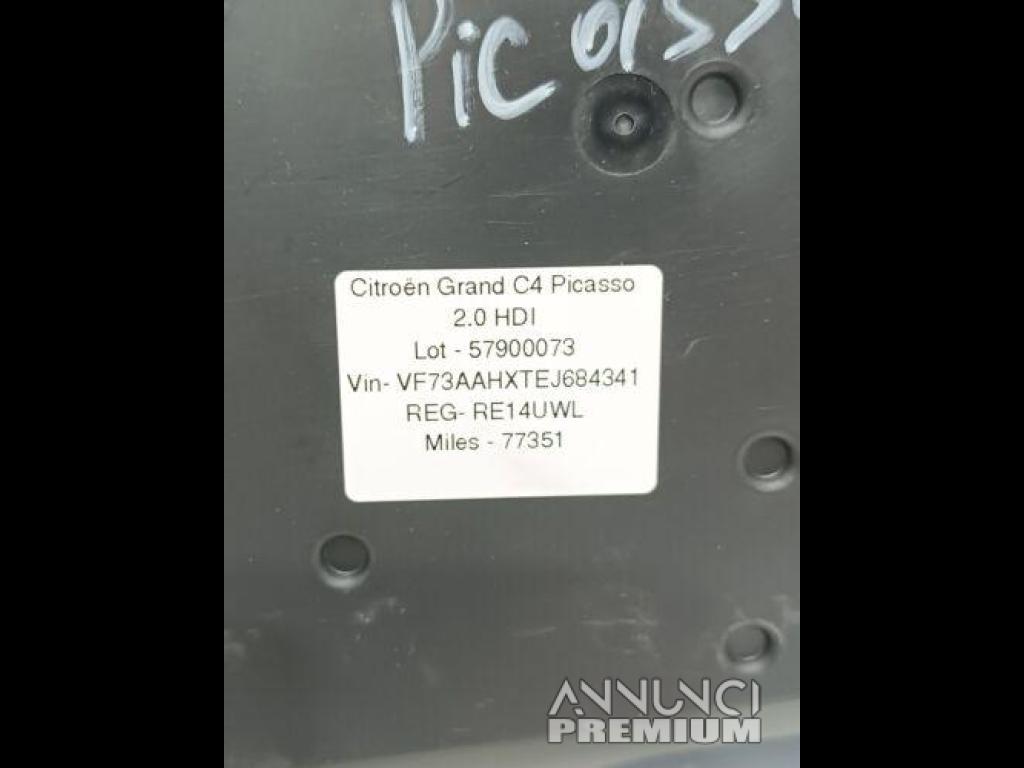 Picasso
Citroën Grand C4 Picasso
2.0 HDI
Lot - 57900073
Vin- VF73AAHXTEJ684341
REG- RE14UWL
Miles - 77351
ANNUNCI
PREMIUM